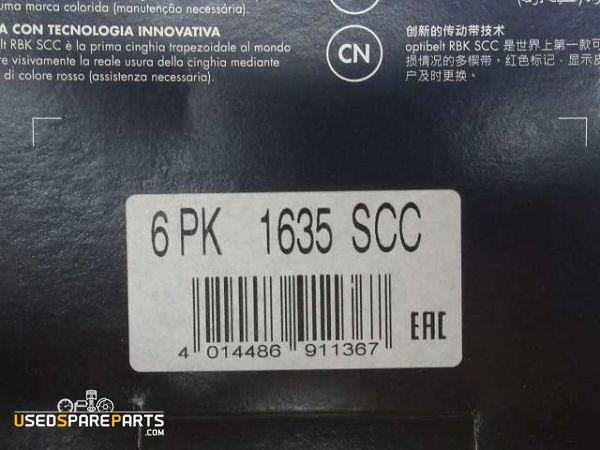 uma marca colorida (manutenção necessária).
A CON TECNOLOGIA INNOVATIVA
belt RBK SCC è la prima cinghia trapezoidale al mondo
re visivamente la reale usura della cinghia mediante
di colore rosso (assistenza necessaria).
CN
创新的传动带技术
optibelt RBK SCC 是世界上第一款可
损情况的多楔带。红色标记，显示皮
户及时更换。
6 PK 1635 SCC
4 014486 911367
EAC
USEDSPAREPARTS
.COM